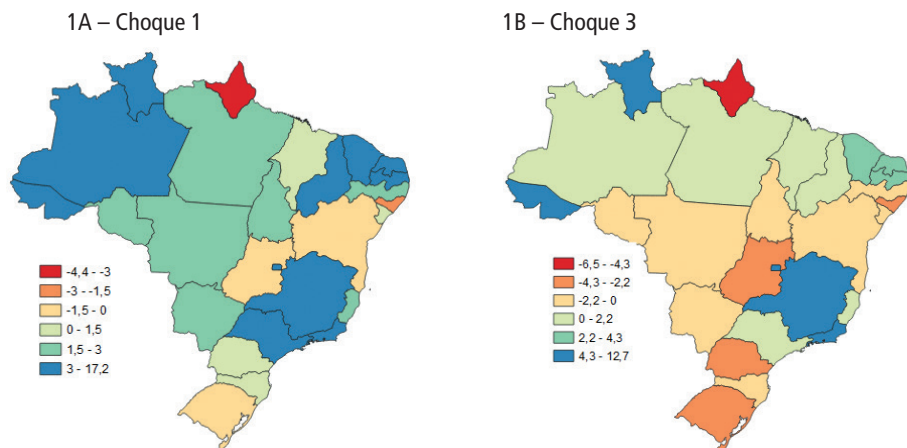 1A – Choque 1
-4,4 - -3
-3 - -1,5
-1,5 - 0
0 - 1,5
1,5 - 3
3 - 17,2
1B – Choque 3
-6,5 - -4,3
-4,3 - -2,2
-2,2 - 0
0 - 2,2
2,2 - 4,3
4,3 - 12,7